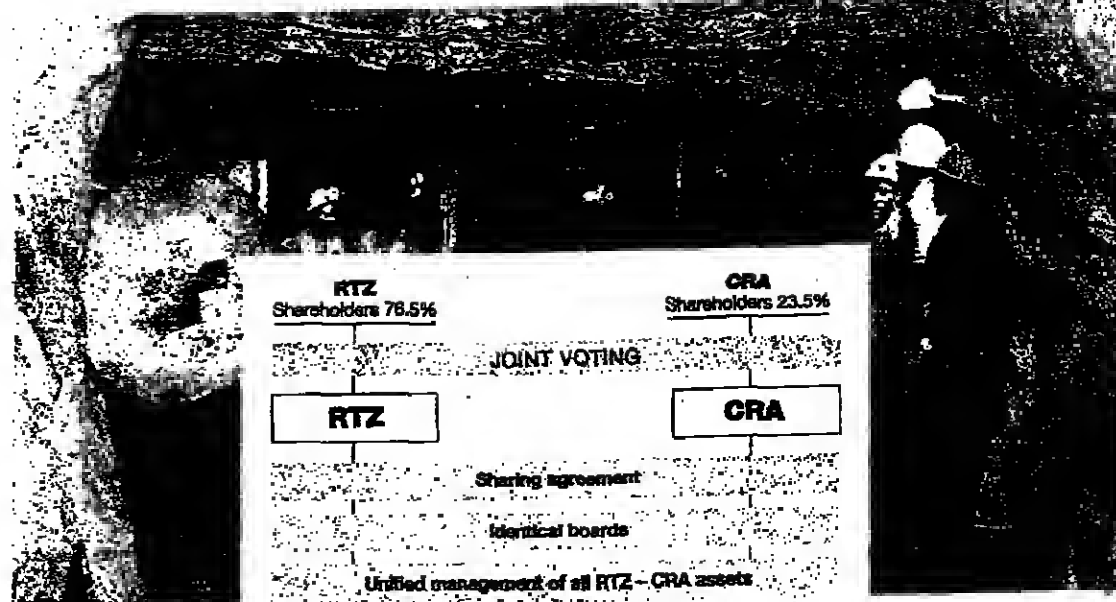 RTZ
Shareholders 76.5%
CRA
Shareholders 23.5%
JOINT VOTING
RTZ
CRA
Sharing agreement
Identical boards
Unified management of all RTZ – CRA assets